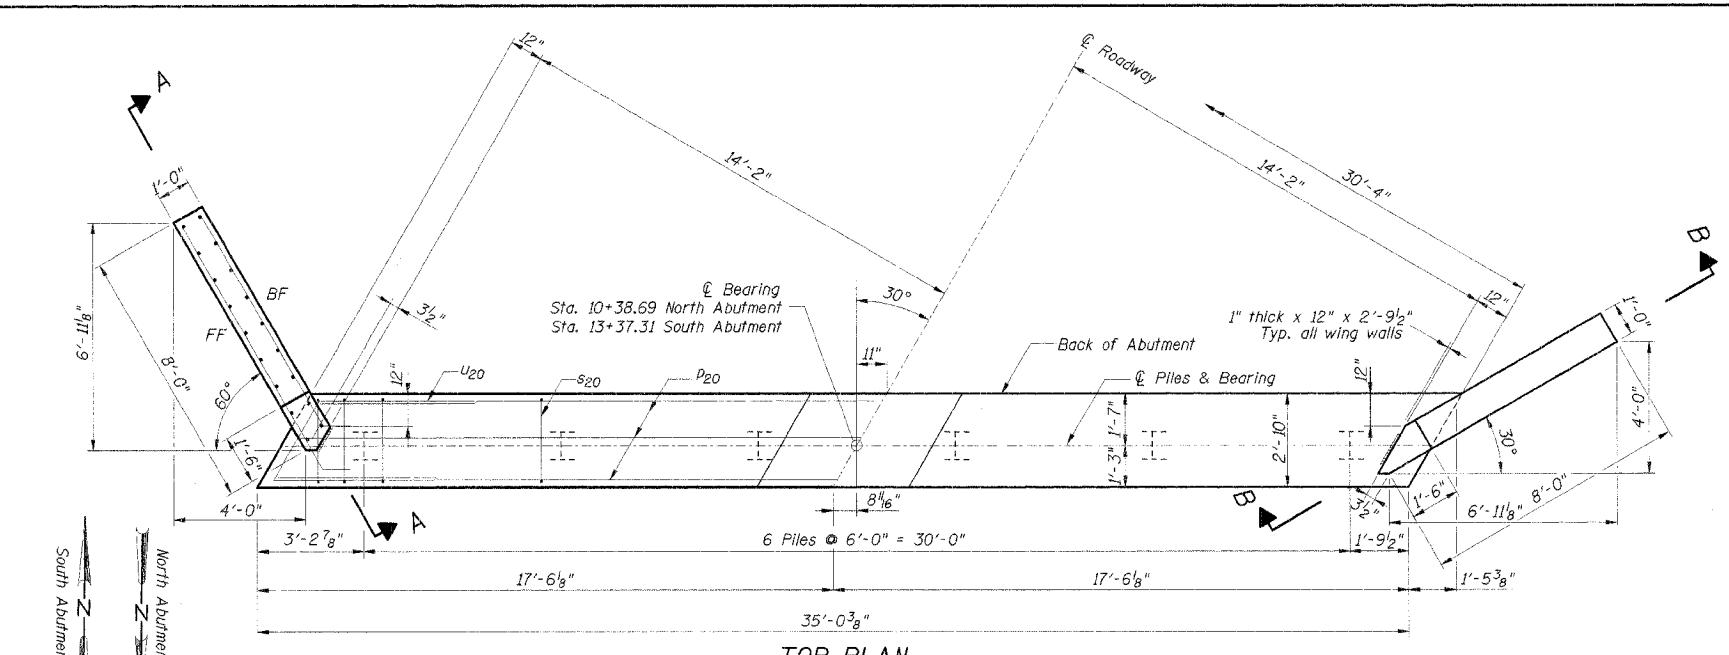 12"
℄ Roadway
A
14'-2"
14'-2"
30'-4"
1'-0"
B
BF
FF
3½"
6'-11⅛"
8'-0"
60°
℄ Bearing
Sta. 10+38.69 North Abutment
Sta. 13+37.31 South Abutment
30°
11"
12"
1'-0"
1" thick x 12" x 2'-9½"
Typ. all wing walls
Back of Abutment
u20
s20
p20
12"
℄ Piles & Bearing
12"
4'-0"
1'-7"
2'-10"
1'-3"
30°
1'-6"
A
B
3½"
1'-6"
8'-0"
6'-11⅛"
4'-0"
8 11/16"
3'-2⅞"
6 Piles @ 6'-0" = 30'-0"
1'-9½"
17'-6⅛"
17'-6⅛"
1'-5⅜"
35'-0⅜"
N
N
South Abutmen
North Abutmen
TOP PLAN